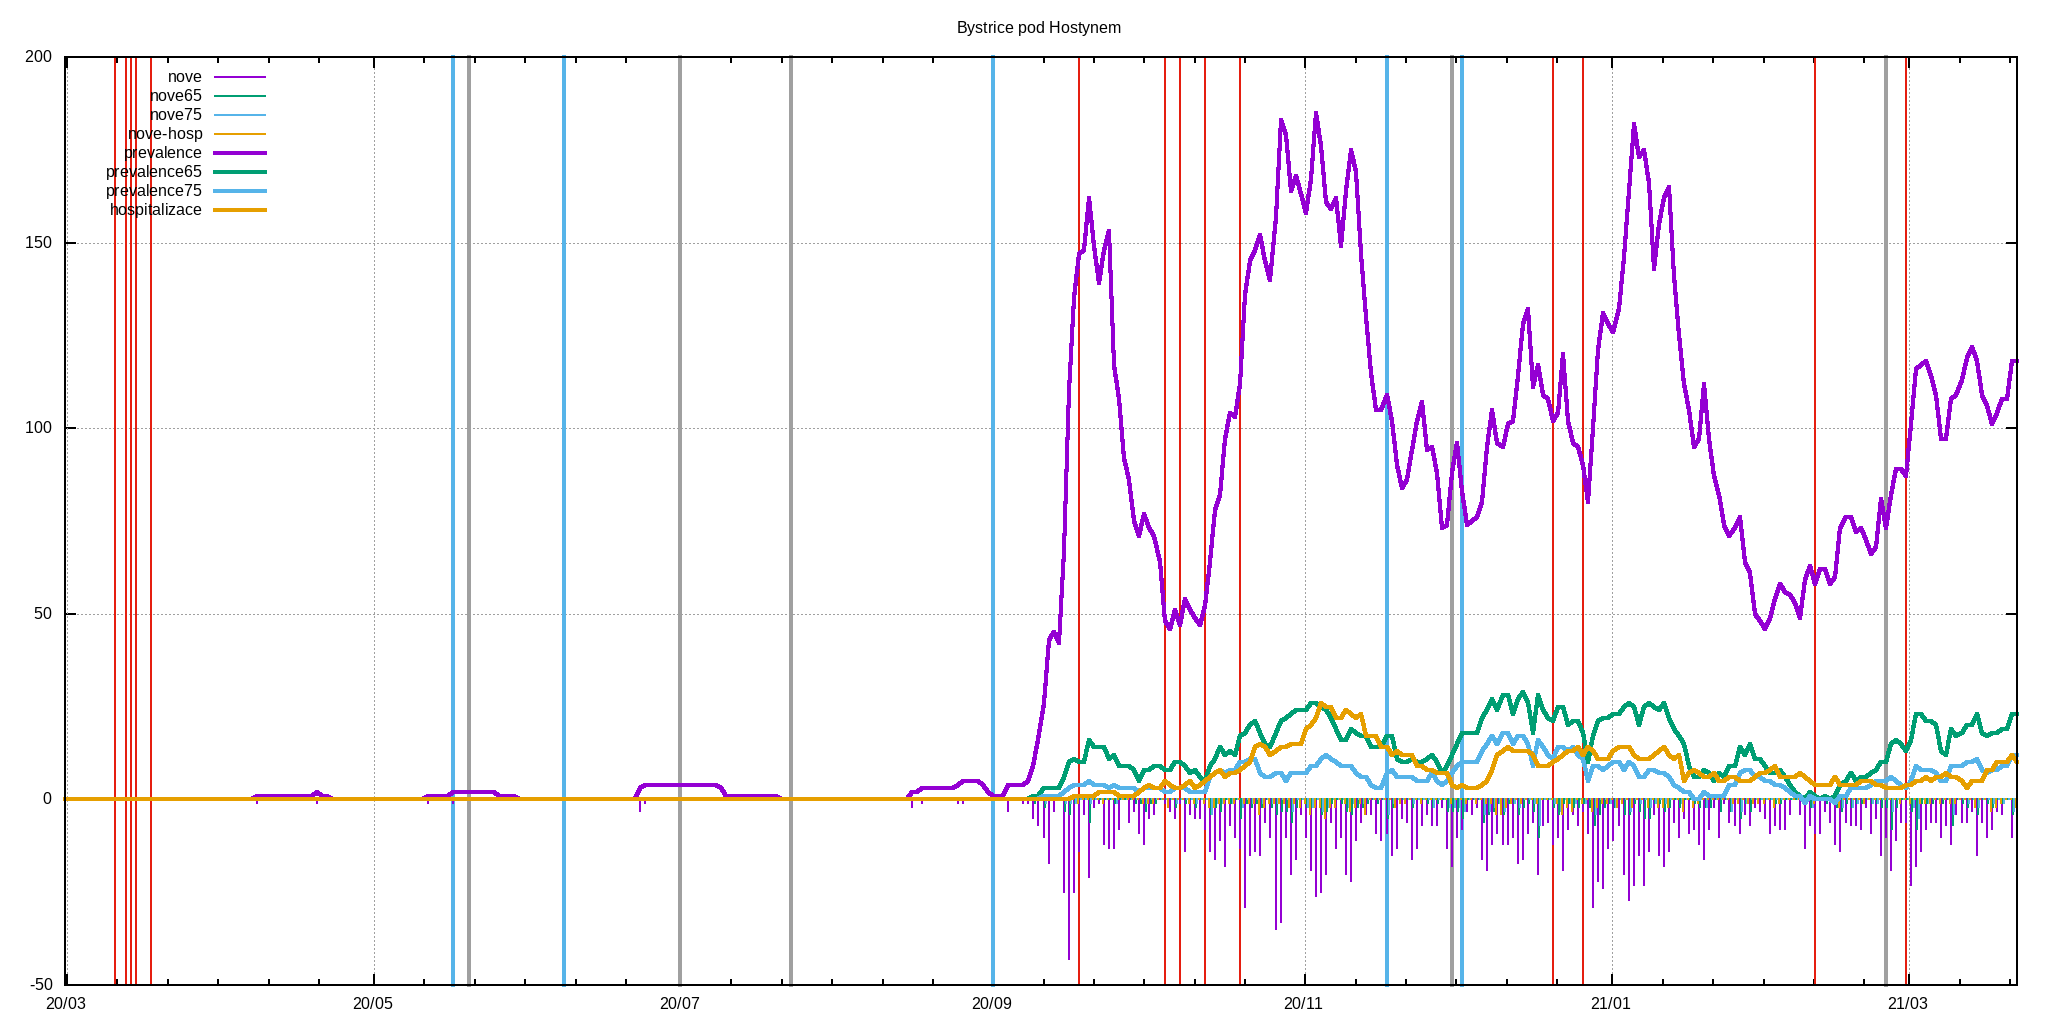 Bystrice pod Hostynem
200
150
100
50
0
-50
nove
nove65
nove75
nove-hosp
prevalence
prevalence65
prevalence75
hospitalizace
20/03
20/05
20/07
20/09
20/11
21/01
21/03